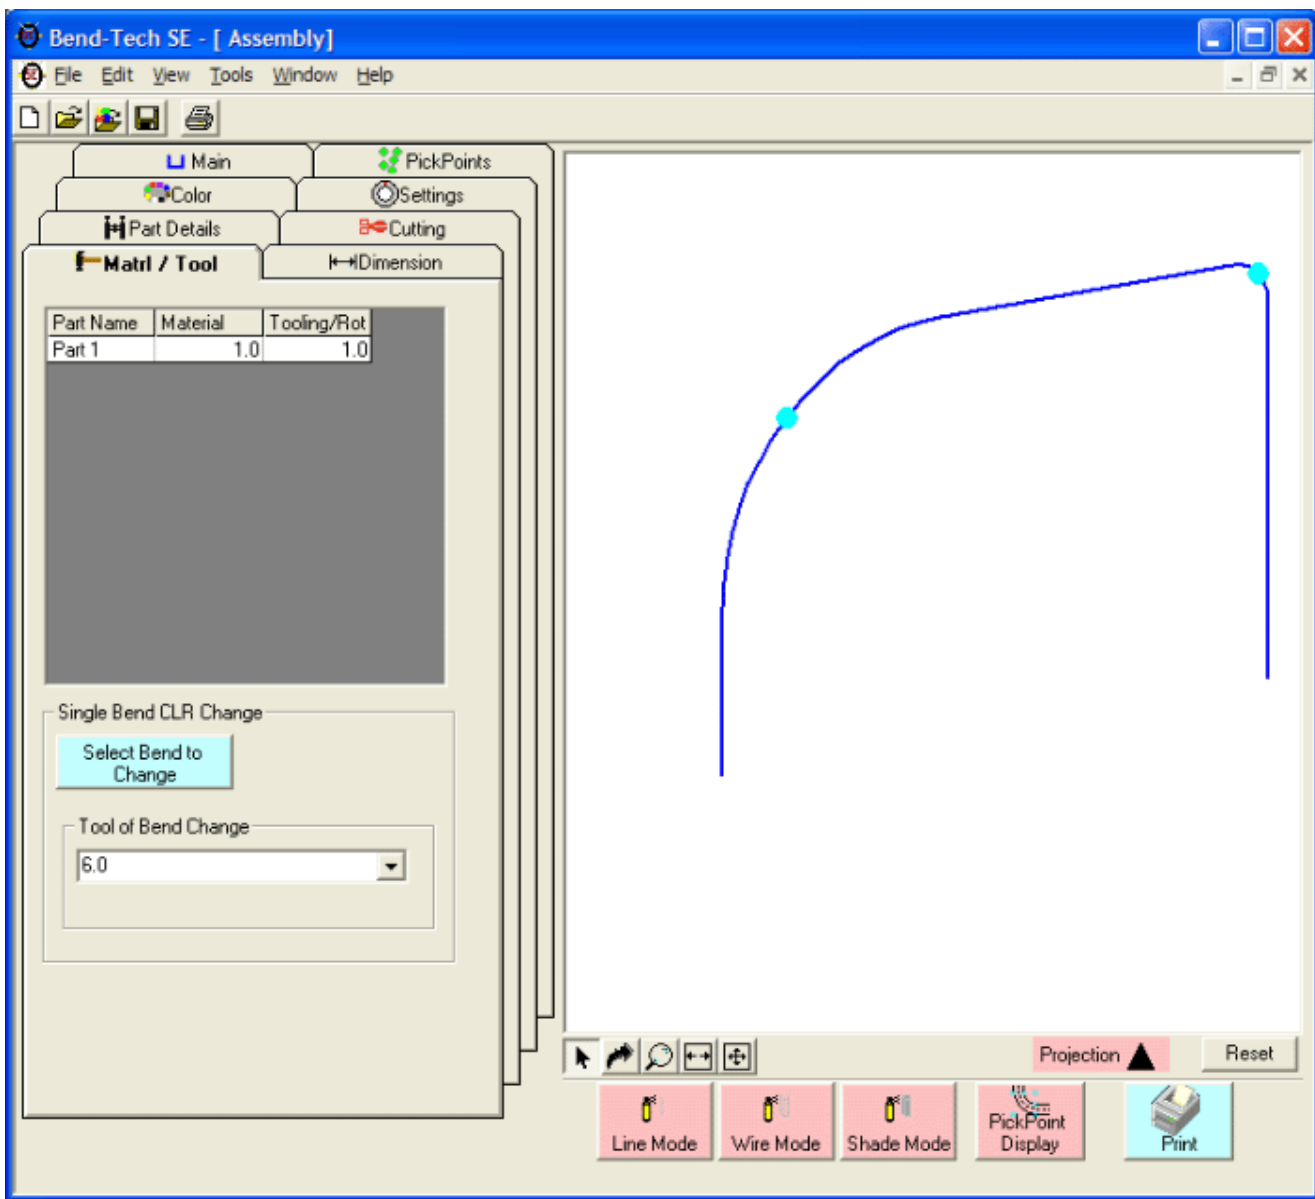 Bend-Tech SE - [ Assembly]
File Edit View Tools Window Help
Main PickPoints
Color Settings
Part Details Cutting
Matrl / Tool Dimension
Part Name Material Tooling/Rot
Part 1 1.0 1.0
Single Bend CLR Change
Select Bend to
Change
Tool of Bend Change
6.0
Projection Reset
Line Mode Wire Mode Shade Mode PickPoint
Display Print